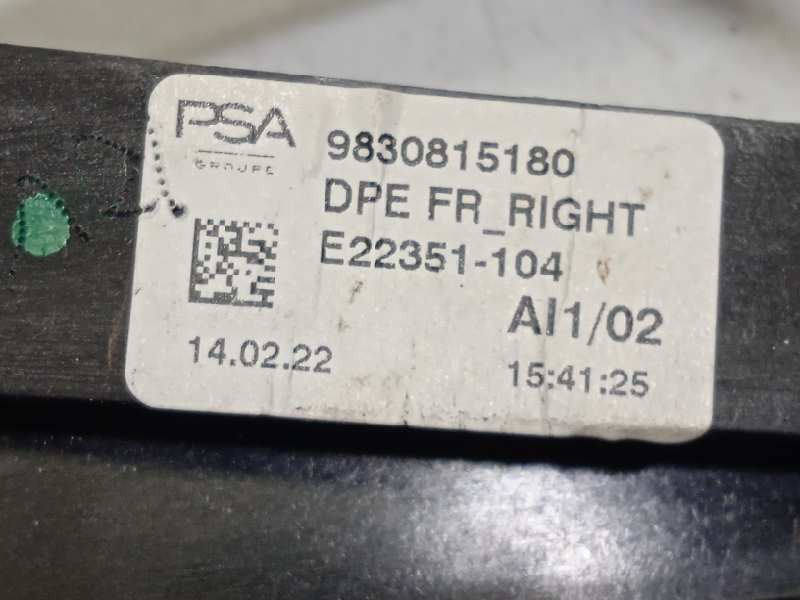 PSA
GROUPE
9830815180
DPE FR_RIGHT
E22351-104
AI1/02
14.02.22
15:41:25